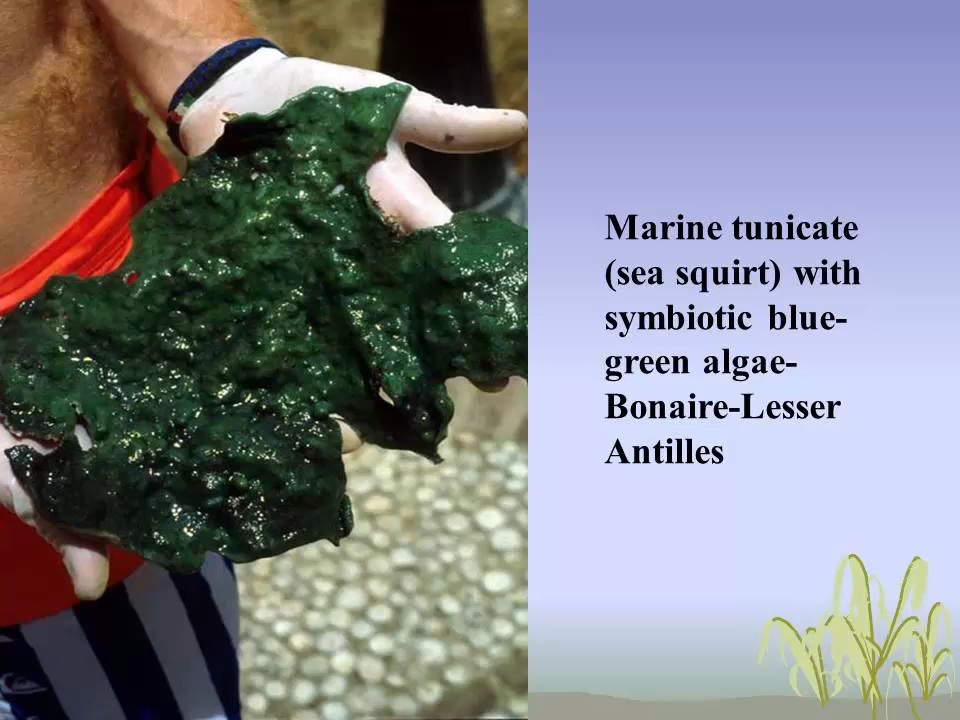 Marine tunicate
(sea squirt) with
symbiotic blue-
green algae-
Bonaire-Lesser
Antilles